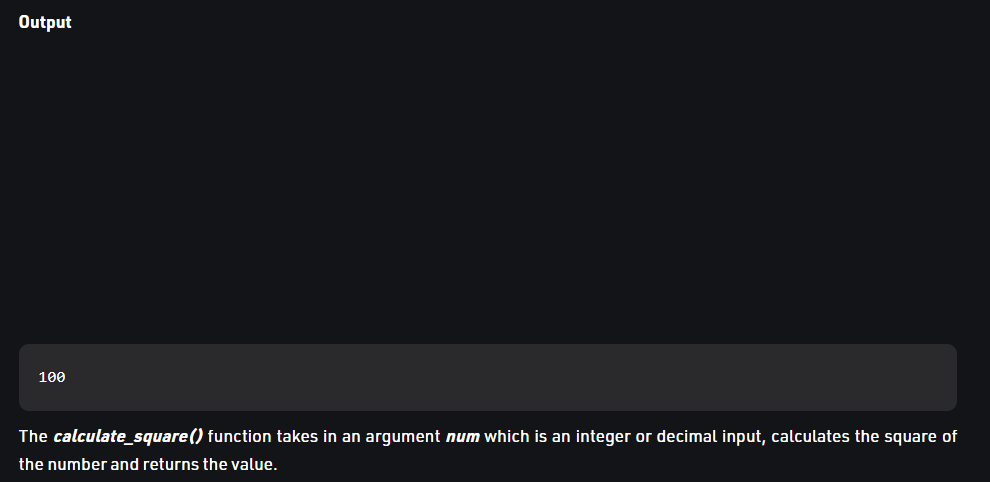 Output
100
The calculate_square() function takes in an argument num which is an integer or decimal input, calculates the square of
the number and returns the value.